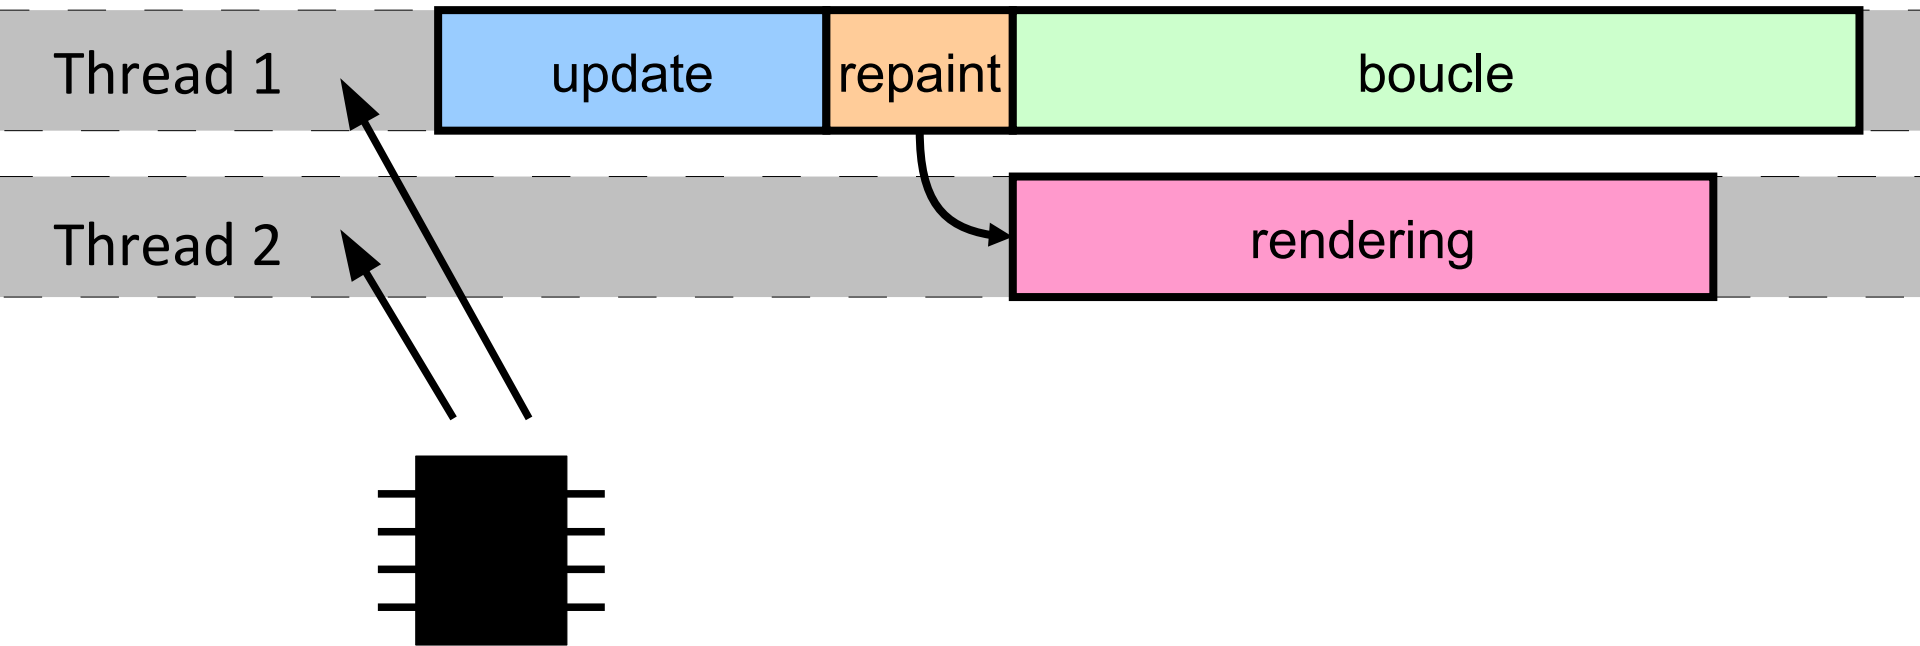 Thread 1
update
repaint
boucle
Thread 2
rendering